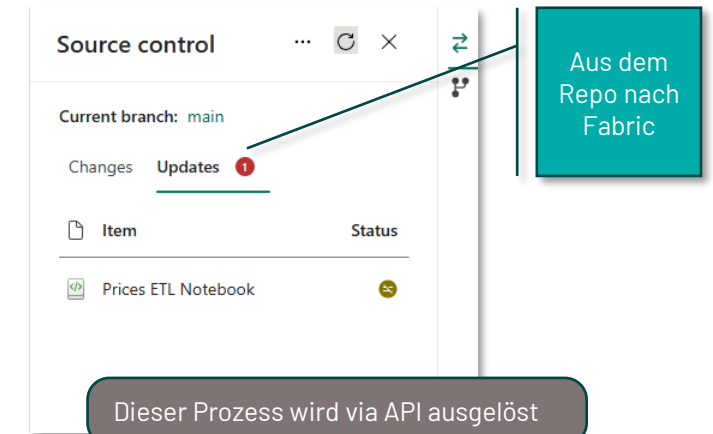 Source control
Current branch: main
Changes Updates 1
Item Status
</> Prices ETL Notebook
Dieser Prozess wird via API ausgelöst
Aus dem
Repo nach
Fabric